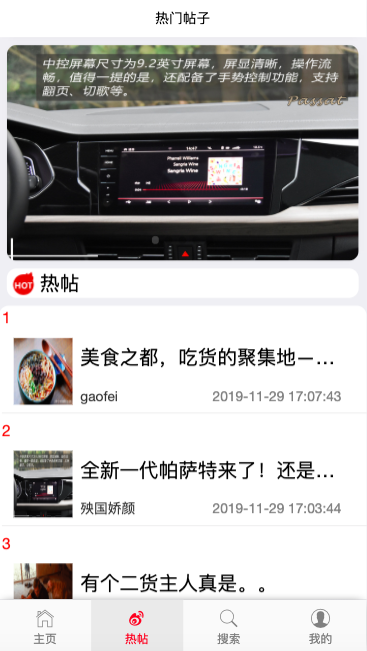 热门帖子
中控屏幕尺寸为9.2英寸屏幕，屏显清晰，操作流
畅，值得一提的是，还配备了手势控制功能，支持
翻页、切歌等。
Passat
14:47
Pharrell Williams
Sangria Wine
Sangria Wine
HOT 热帖
1
美食之都，吃货的聚集地一...
gaofei 2019-11-29 17:07:43
2
全新一代帕萨特来了！还是...
殃国娇颜 2019-11-29 17:03:44
3
有个二货主人真是。。
主页 热帖 搜索 我的